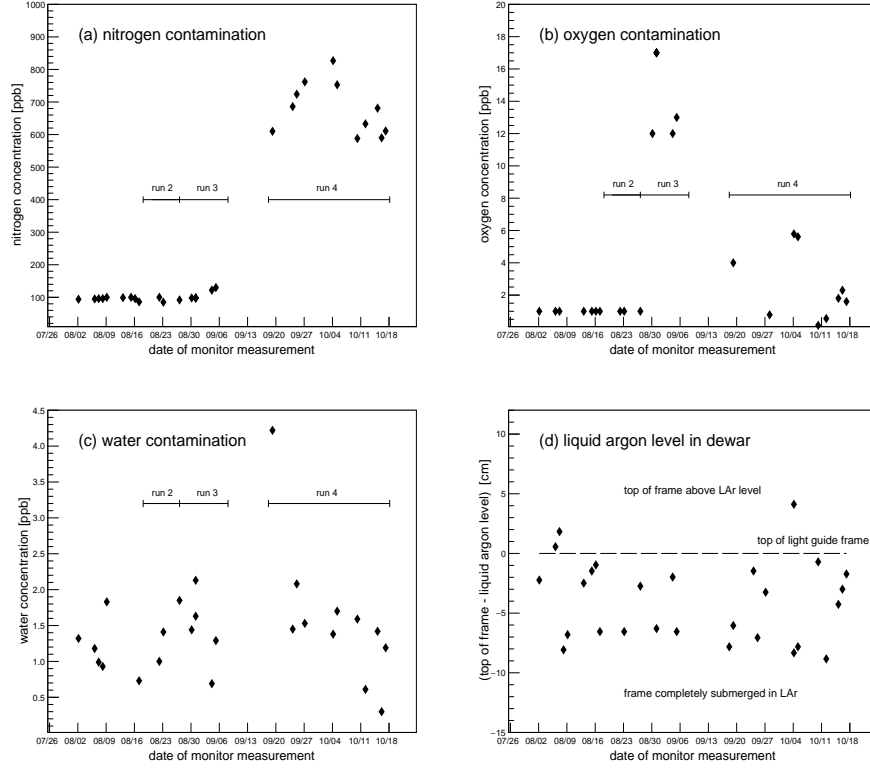 (a) nitrogen contamination
nitrogen concentration [ppb]
1000
900
800
700
600
500
400
300
200
100
run 2
run 3
run 4
07/26 08/02 08/09 08/16 08/23 08/30 09/06 09/13 09/20 09/27 10/04 10/11 10/18
date of monitor measurement
(b) oxygen contamination
oxygen concentration [ppb]
20
18
16
14
12
10
8
6
4
2
run 2
run 3
run 4
07/26 08/02 08/09 08/16 08/23 08/30 09/06 09/13 09/20 09/27 10/04 10/11 10/18
date of monitor measurement
(c) water contamination
water concentration [ppb]
4.5
4.0
3.5
3.0
2.5
2.0
1.5
1.0
0.5
run 2
run 3
run 4
07/26 08/02 08/09 08/16 08/23 08/30 09/06 09/13 09/20 09/27 10/04 10/11 10/18
date of monitor measurement
(d) liquid argon level in dewar
(top of frame - liquid argon level) [cm]
10
5
0
−5
−10
−15
top of frame above LAr level
top of light guide frame
frame completely submerged in LAr
07/26 08/02 08/09 08/16 08/23 08/30 09/06 09/13 09/20 09/27 10/04 10/11 10/18
date of monitor measurement